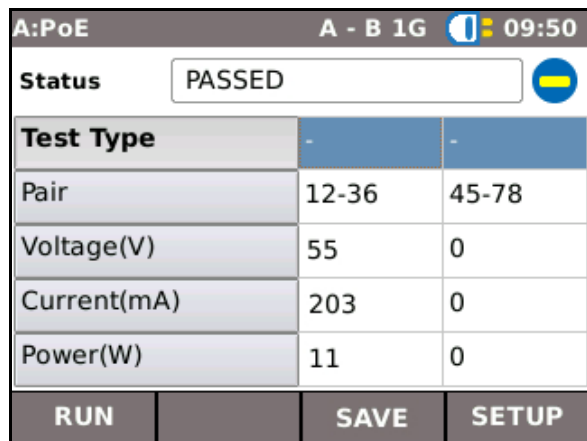 A:PoE A - B 1G 09:50
Status PASSED
Test Type - -
Pair 12-36 45-78
Voltage(V) 55 0
Current(mA) 203 0
Power(W) 11 0
RUN SAVE SETUP